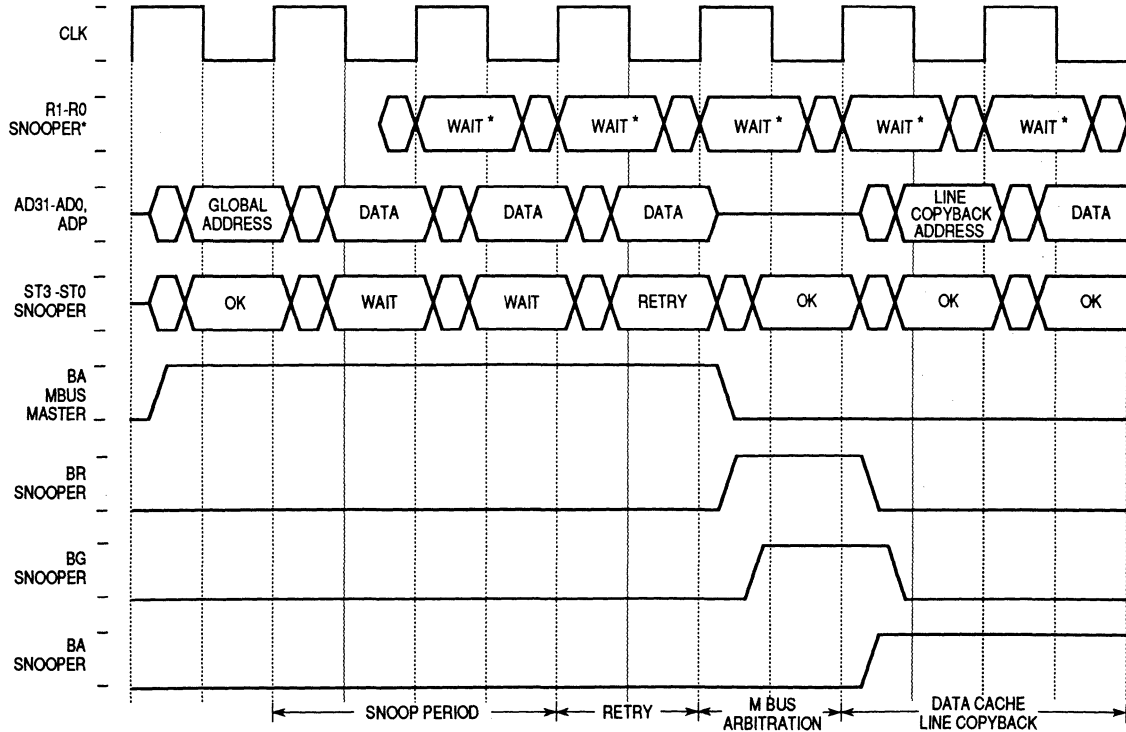 CLK
R1-R0
SNOOPER*
WAIT * WAIT * WAIT * WAIT * WAIT *
AD31-AD0,
ADP
GLOBAL
ADDRESS
DATA DATA DATA
LINE
COPYBACK
ADDRESS
DATA
ST3 -ST0
SNOOPER
OK WAIT WAIT RETRY OK OK OK
BA
MBUS
MASTER
BR
SNOOPER
BG
SNOOPER
BA
SNOOPER
SNOOP PERIOD
RETRY
M BUS
ARBITRATION
DATA CACHE
LINE COPYBACK